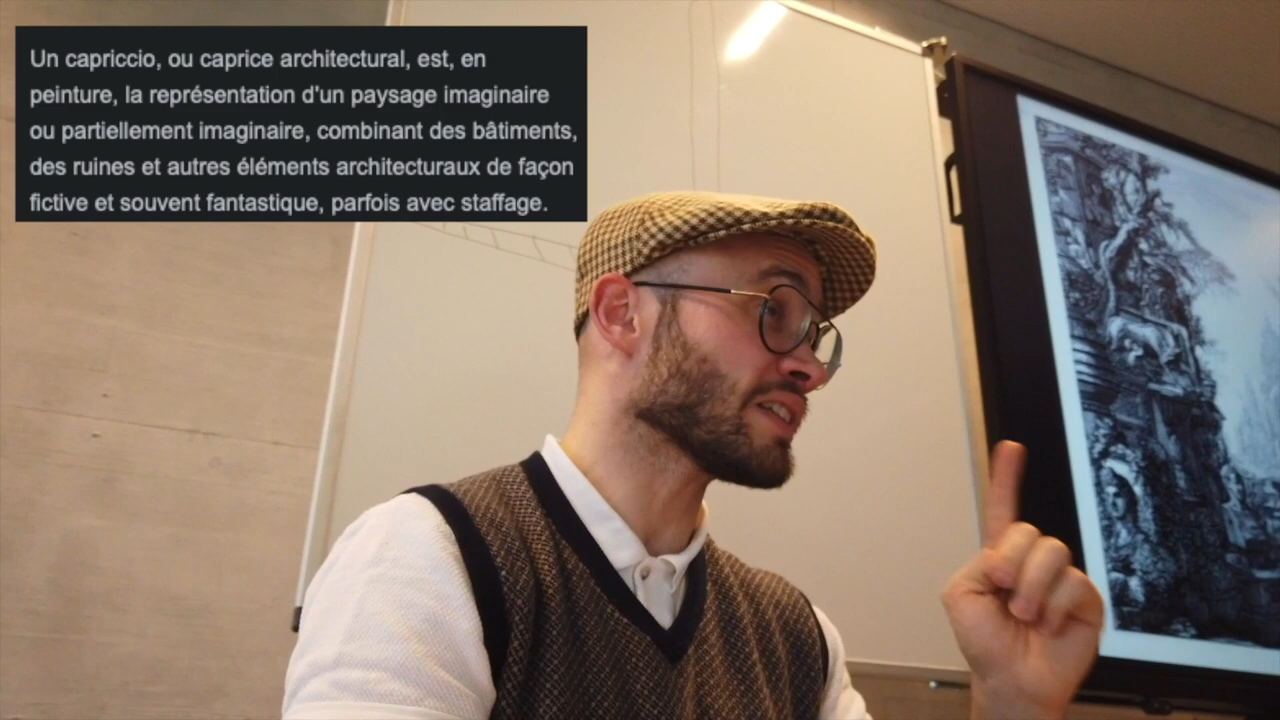 Un capriccio, ou caprice architectural, est, en
peinture, la représentation d'un paysage imaginaire
ou partiellement imaginaire, combinant des bâtiments,
des ruines et autres éléments architecturaux de façon
fictive et souvent fantastique, parfois avec staffage.